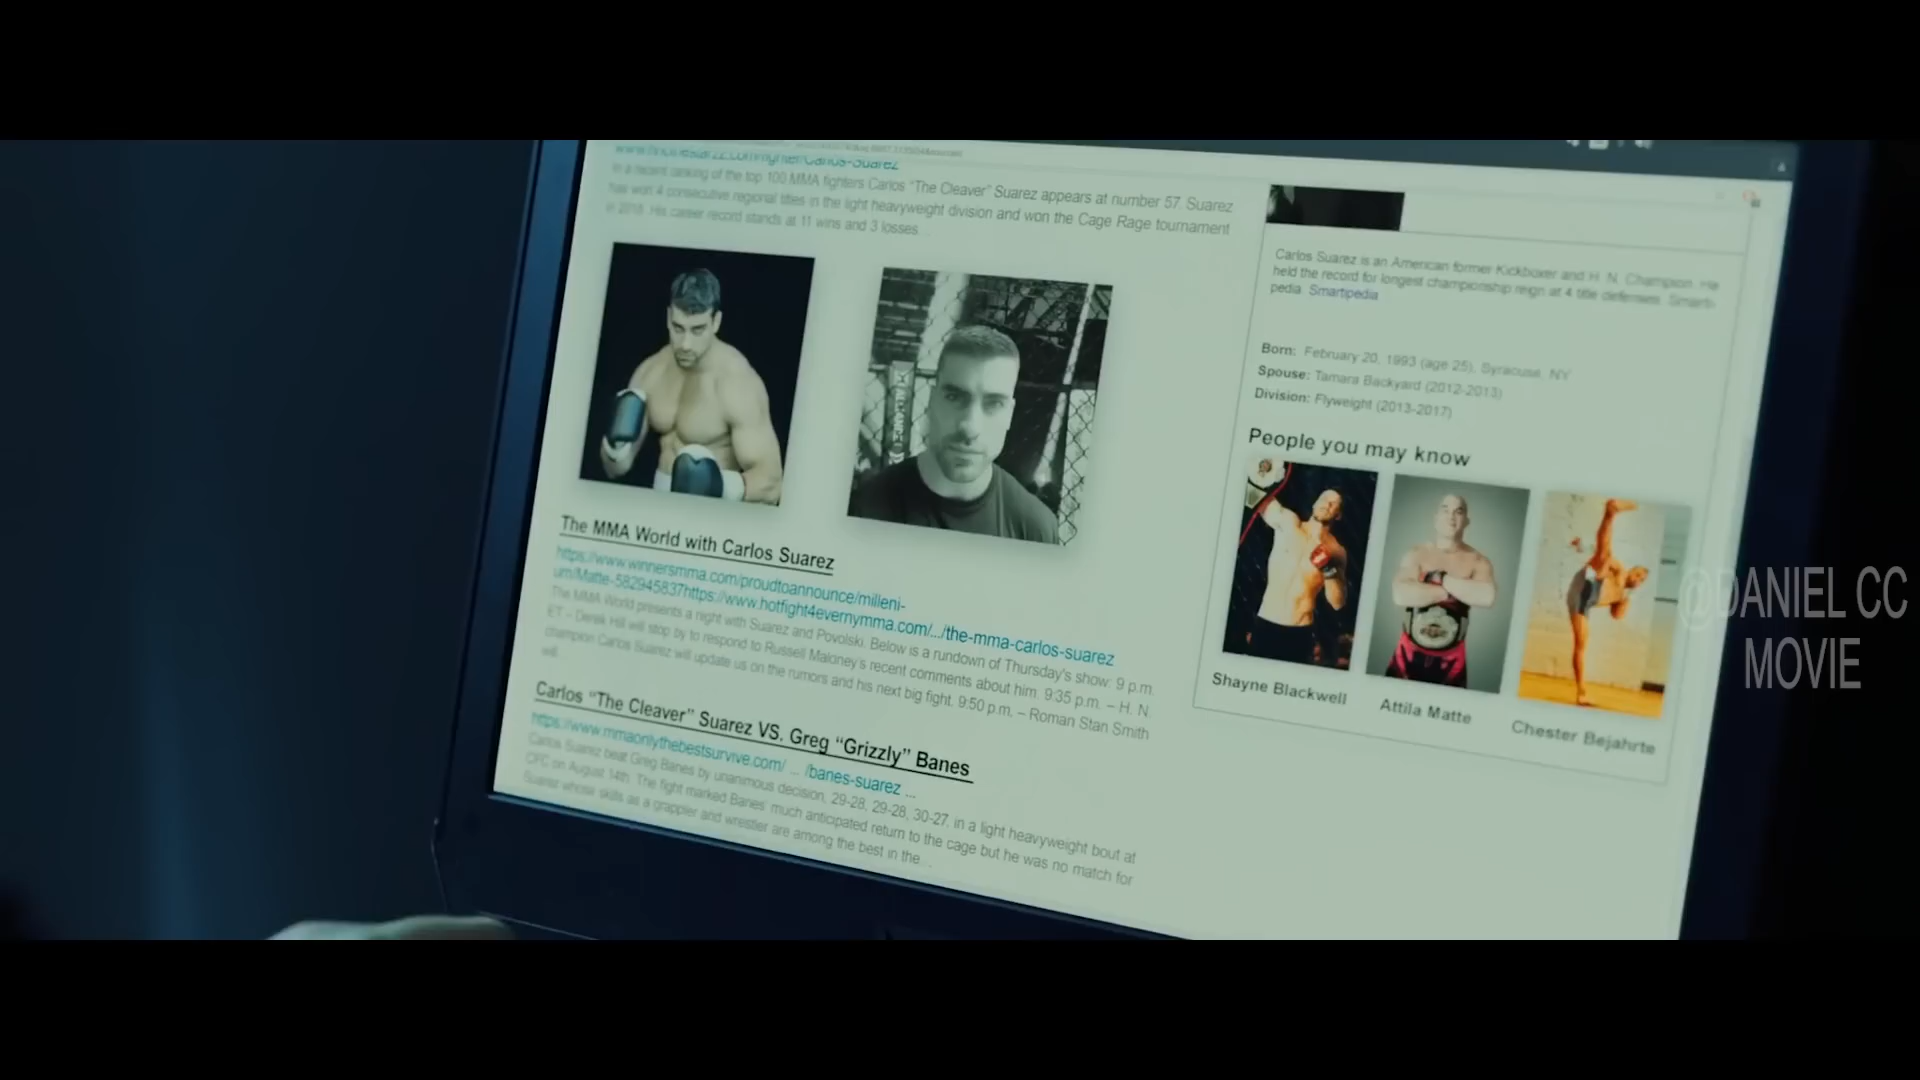 In a recent ranking of the top 100 MMA fighters Carlos “The Cleaver” Suarez appears at number 57. Suarez
has won 4 consecutive regional titles in the light heavyweight division and won the Cage Rage tournament
in 2018. His career record stands at 11 wins and 3 losses ...
The MMA World with Carlos Suarez
https://www.winnersmma.com/proudtoannounce/milleni-
um/Matte-582945837https://www.hotfight4evernymma.com/.../the-mma-carlos-suarez
The MMA World presents a night with Suarez and Povolski. Below is a rundown of Thursday's show: 9 p.m.
ET – Derek Hill will stop by to respond to Russell Maloney's recent comments about him. 9:35 p.m. – H. N.
champion Carlos Suarez will update us on the rumors and his next big fight. 9:50 p.m. – Roman Stan Smith
will
Carlos “The Cleaver” Suarez VS. Greg “Grizzly” Banes
https://www.mmaonlythebestsurvive.com/ ... /banes-suarez ...
Carlos Suarez beat Greg Banes by unanimous decision, 29-28, 29-28, 30-27, in a light heavyweight bout at
CFC on August 14th. The fight marked Banes' much anticipated return to the cage but he was no match for
Suarez whose skills as a grappler and wrestler are among the best in the...
Carlos Suarez is an American former Kickboxer and H. N. Champion. He
held the record for longest championship reign at 4 title defenses. Smarti-
pedia. Smartipedia
Born: February 20, 1993 (age 25), Syracuse, NY
Spouse: Tamara Backyard (2012-2013)
Division: Flyweight (2013-2017)
People you may know
Shayne Blackwell
Attila Matte
Chester Bejahrte
@DANIEL CC
MOVIE